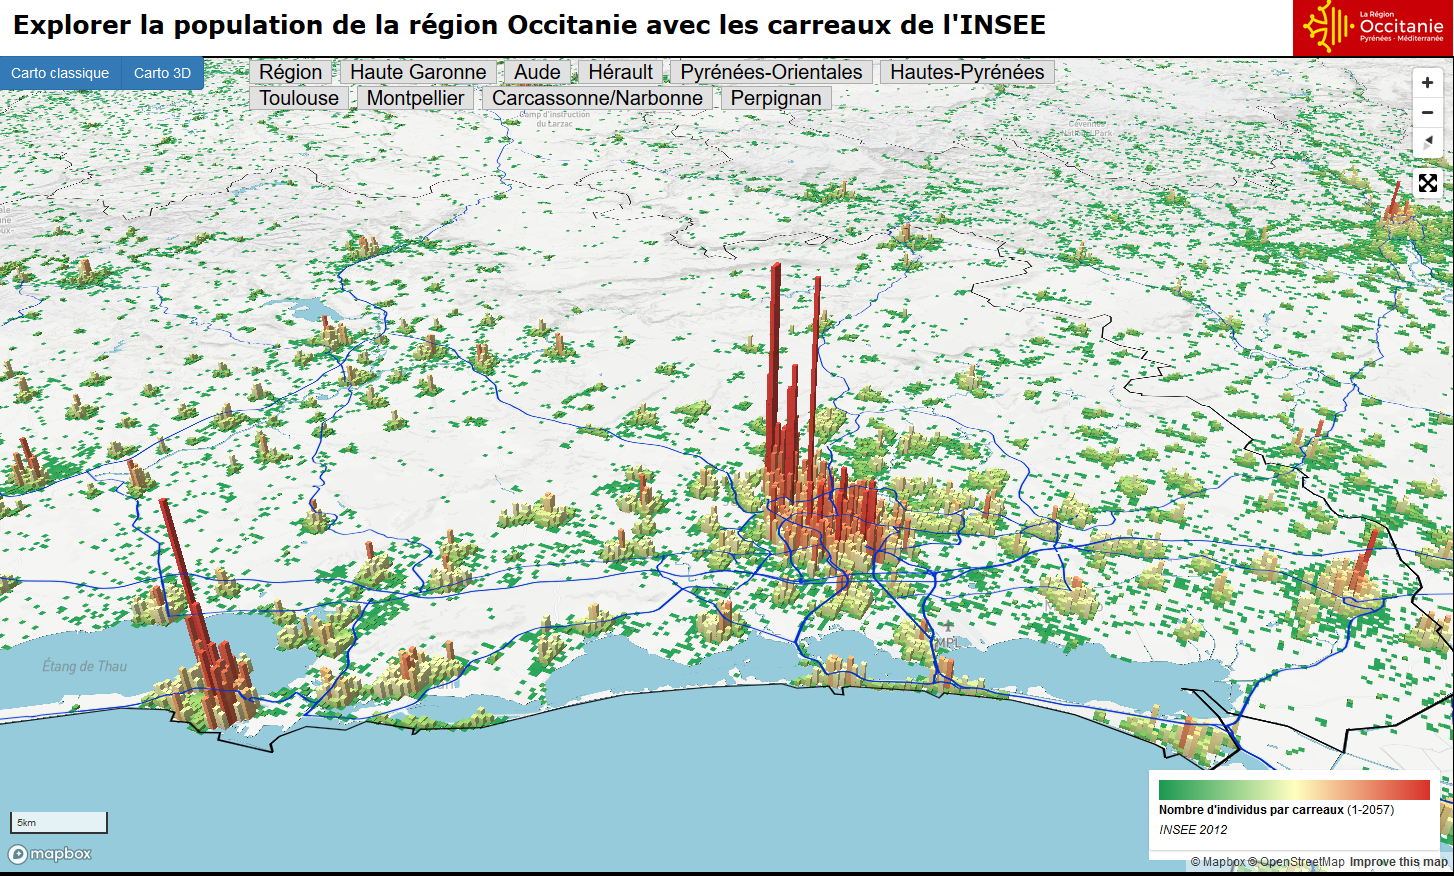 Explorer la population de la région Occitanie avec les carreaux de l'INSEE
La Région
Occitanie
Pyrénées - Méditerranée
Carto classique
Carto 3D
Région
Haute Garonne
Aude
Hérault
Pyrénées-Orientales
Hautes-Pyrénées
Toulouse
Montpellier
Carcassonne/Narbonne
Perpignan
Camp d'instruction
du Larzac
Cévennes
National Park
Étang de Thau
MPL
Nombre d'individus par carreaux (1-2057)
INSEE 2012
5km
mapbox
© Mapbox © OpenStreetMap Improve this map